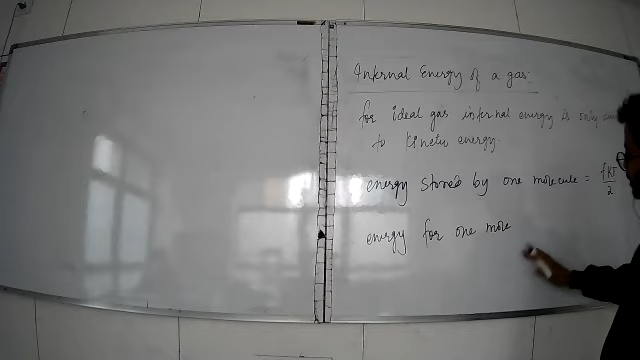 Internal Energy of a gas:
for ideal gas internal energy is only
to kinetic energy.
energy stored by one molecule = fKT/2
energy for one mole